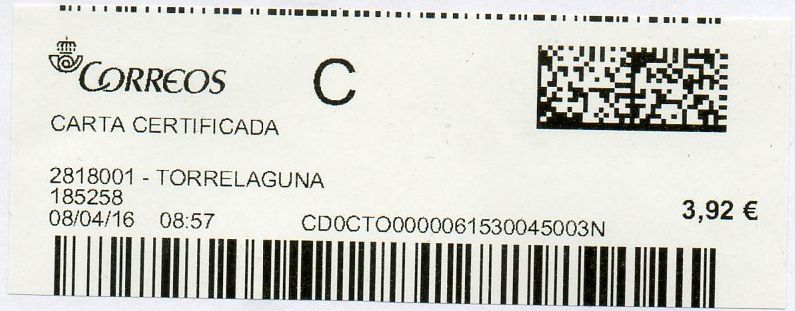 CORREOS
C
CARTA CERTIFICADA
2818001 - TORRELAGUNA
185258
08/04/16 08:57 CD0CTO0000061530045003N
3,92 €